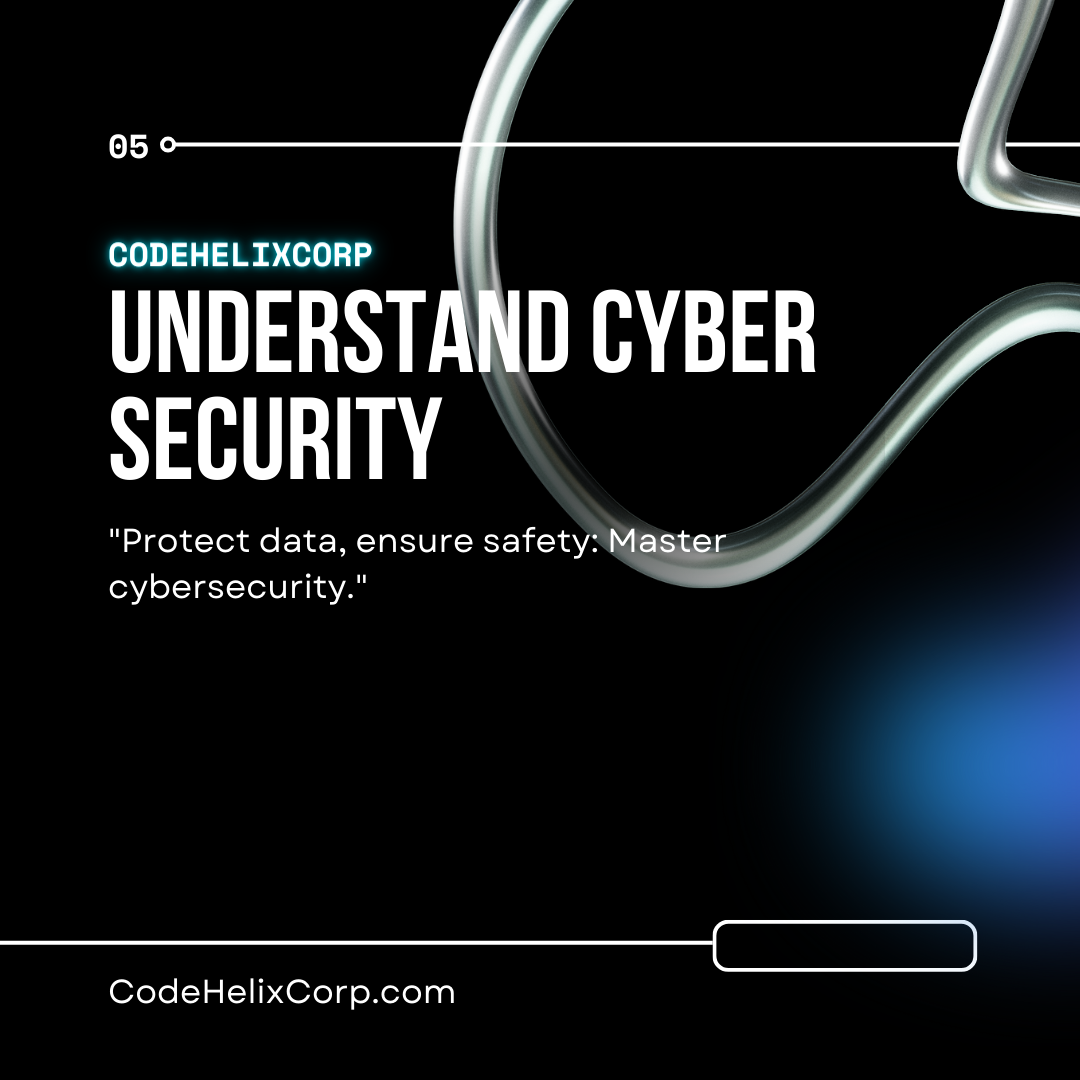 05
CODEHELIXCORP
UNDERSTAND CYBER
SECURITY
"Protect data, ensure safety: Master
cybersecurity."
CodeHelixCorp.com